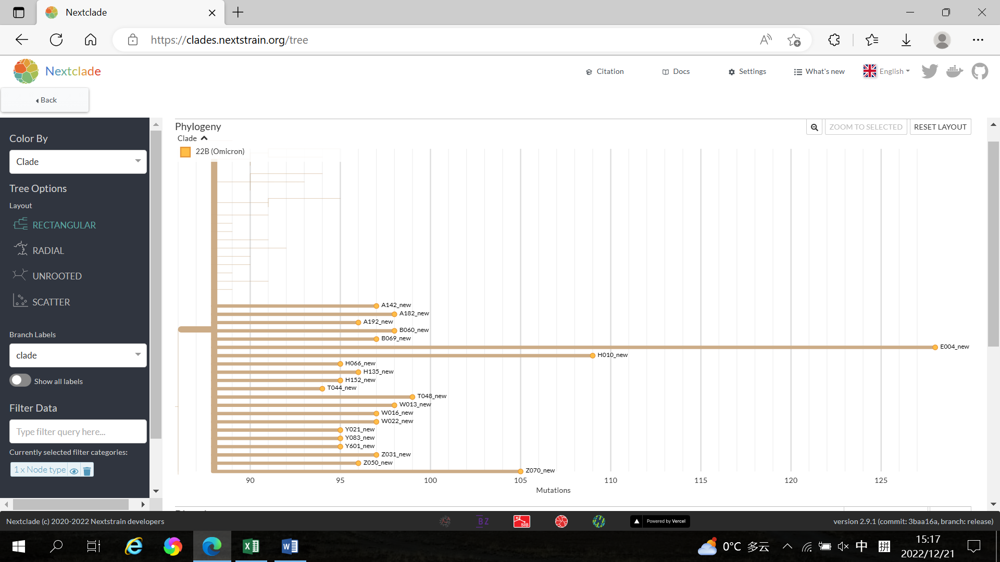 Nextclade
https://clades.nextstrain.org/tree
Nextclade
Citation
Docs
Settings
What's new
English
Back
Color By
Clade
Tree Options
Layout
RECTANGULAR
RADIAL
UNROOTED
SCATTER
Branch Labels
clade
Show all labels
Filter Data
Type filter query here...
Currently selected filter categories:
1 x Node type
Phylogeny
ZOOM TO SELECTED
RESET LAYOUT
Clade
22B (Omicron)
A142_new
A182_new
A192_new
B060_new
B069_new
E004_new
H010_new
H066_new
H135_new
H152_new
T044_new
T048_new
W013_new
W016_new
W022_new
Y021_new
Y083_new
Y601_new
Z031_new
Z050_new
Z070_new
90 95 100 105 110 115 120 125
Mutations
Nextclade (c) 2020-2022 Nextstrain developers
BZ
SIB
Powered by Vercel
version 2.9.1 (commit: 3baa16a, branch: release)
0°C 多云
中
拼
15:17
2022/12/21